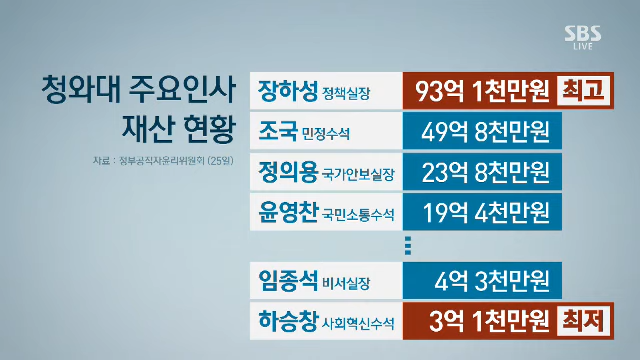 SBS
LIVE
청와대 주요인사
재산 현황
자료 : 정부공직자윤리위원회 (25일)
장하성 정책실장 93억 1천만원 최고
조국 민정수석 49억 8천만원
정의용 국가안보실장 23억 8천만원
윤영찬 국민소통수석 19억 4천만원
임종석 비서실장 4억 3천만원
하승창 사회혁신수석 3억 1천만원 최저